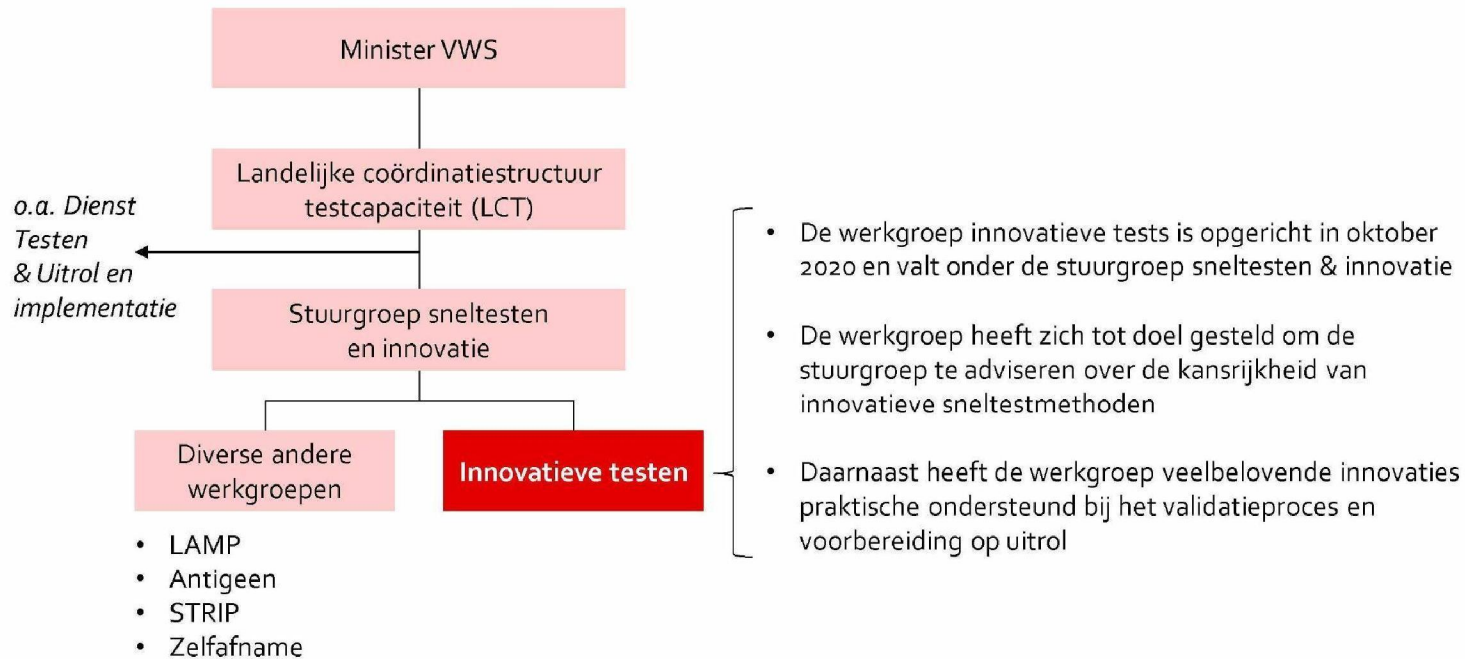 Minister VWS
Landelijke coördinatiestructuur
testcapaciteit (LCT)
o.a. Dienst
Testen
& Uitrol en
implementatie
Stuurgroep sneltesten
en innovatie
Diverse andere
werkgroepen
Innovatieve testen
• LAMP
• Antigeen
• STRIP
• Zelfafname
• De werkgroep innovatieve tests is opgericht in oktober
2020 en valt onder de stuurgroep sneltesten & innovatie
• De werkgroep heeft zich tot doel gesteld om de
stuurgroep te adviseren over de kansrijkheid van
innovatieve sneltestmethoden
• Daarnaast heeft de werkgroep veelbelovende innovaties
praktische ondersteund bij het validatieproces en
voorbereiding op uitrol